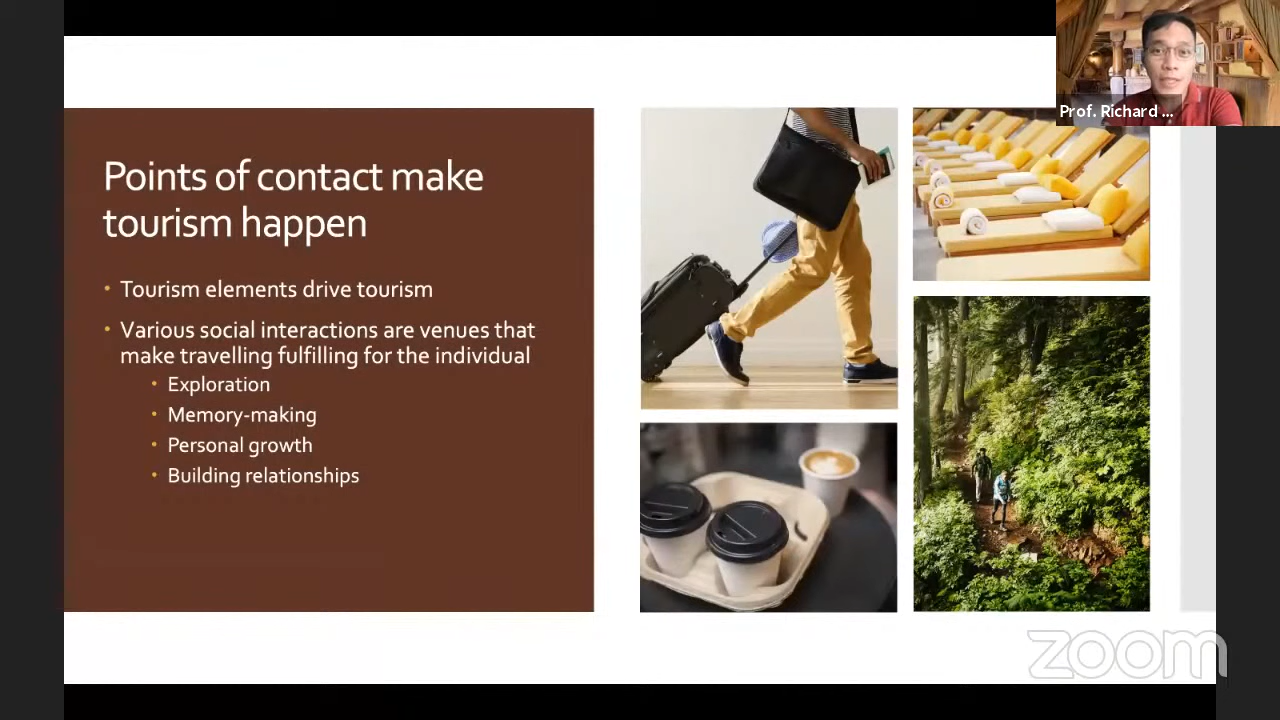 Prof. Richard ...
Points of contact make
tourism happen
• Tourism elements drive tourism
• Various social interactions are venues that
make travelling fulfilling for the individual
• Exploration
• Memory-making
• Personal growth
• Building relationships
zoom